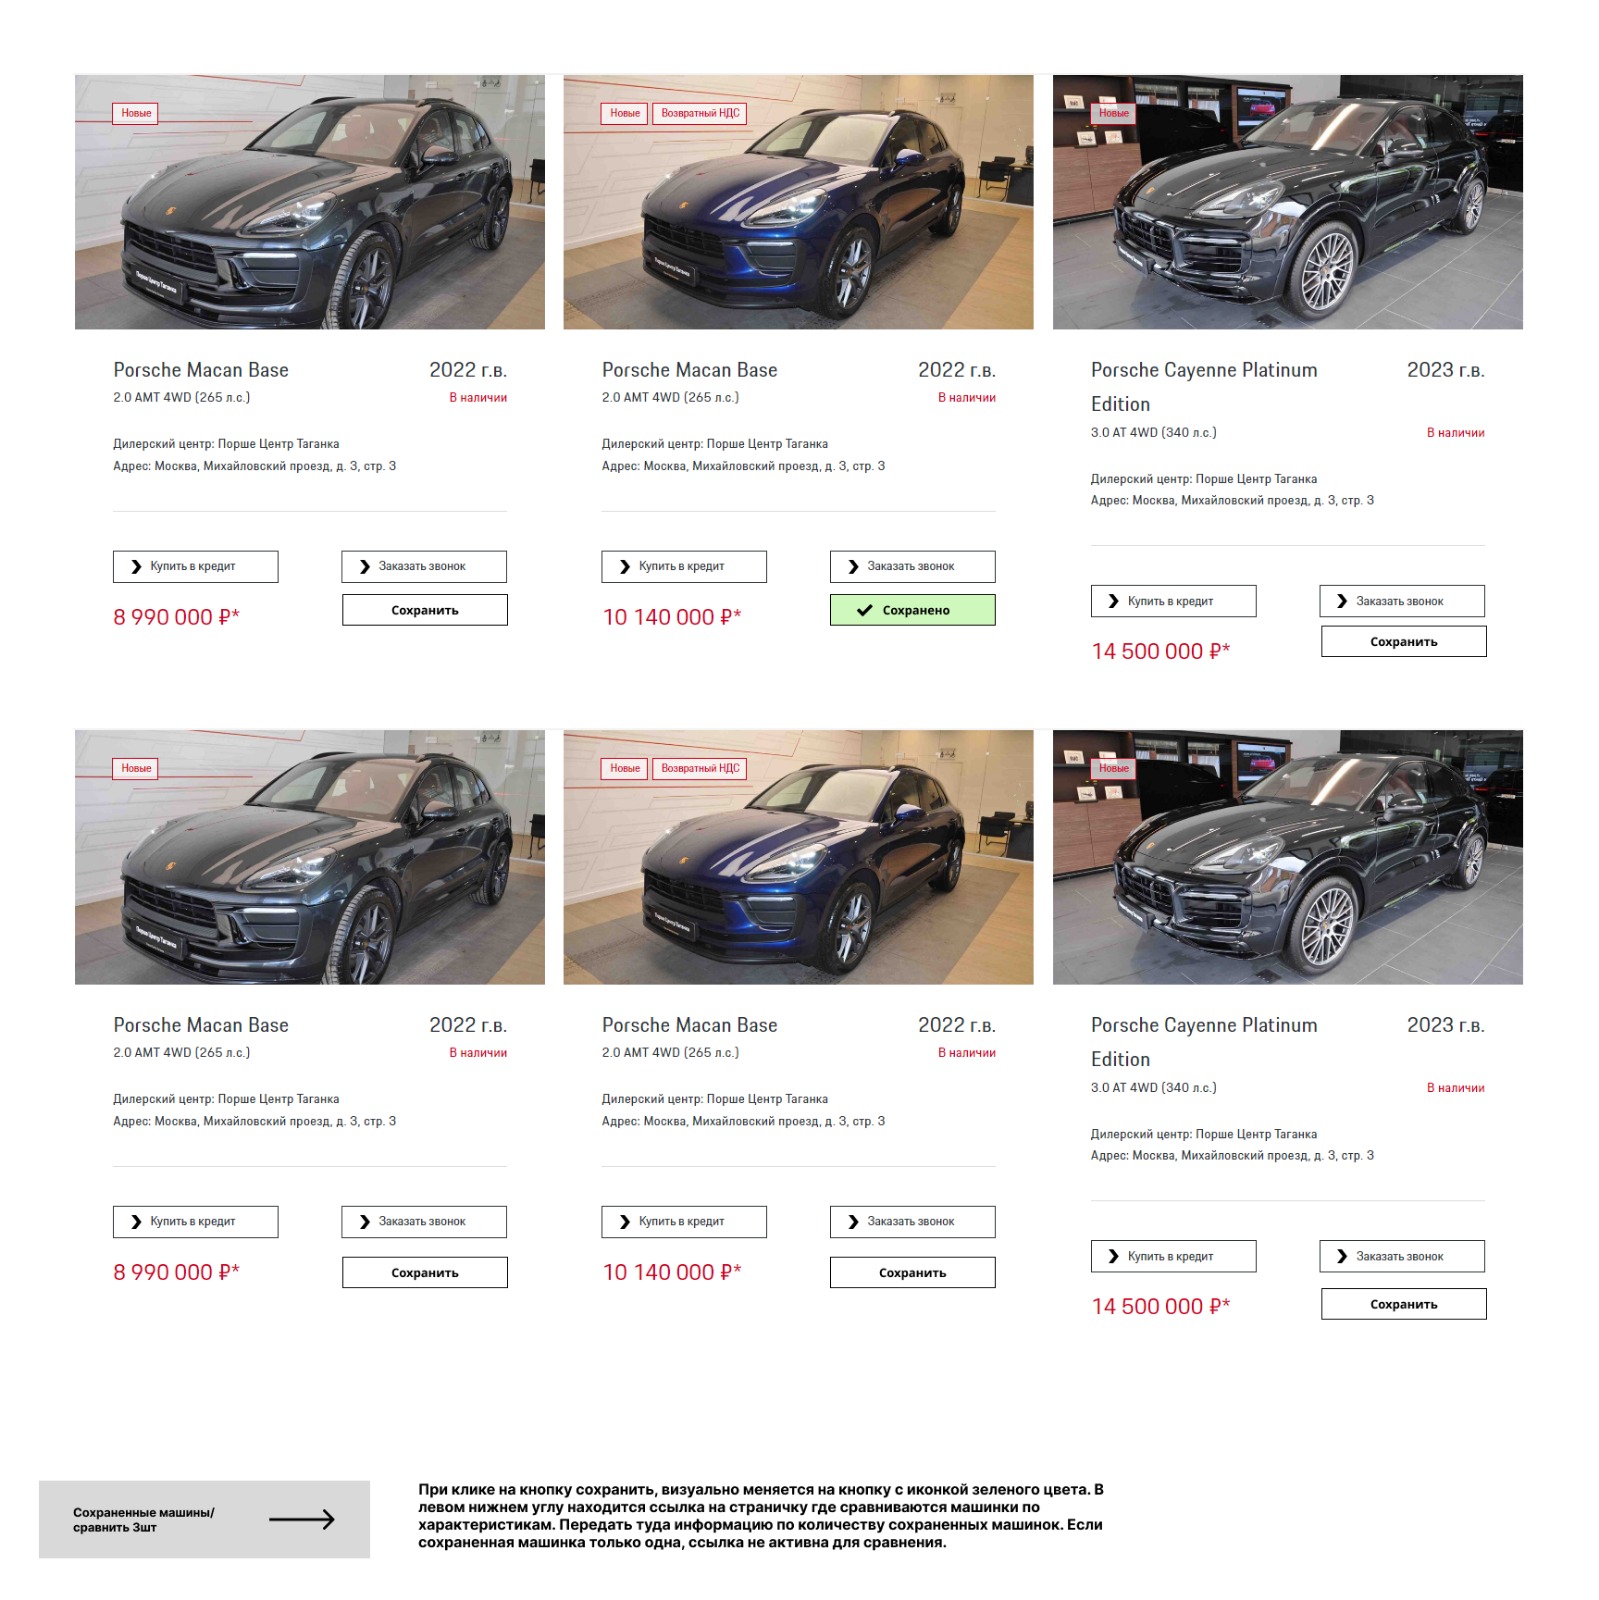 Новые
Porsche Macan Base 2022 г.в.
2.0 AMT 4WD (265 л.с.) В наличии
Дилерский центр: Порше Центр Таганка
Адрес: Москва, Михайловский проезд, д. 3, стр. 3
Купить в кредит Заказать звонок
8 990 000 ₽* Сохранить
Новые Возвратный НДС
Porsche Macan Base 2022 г.в.
2.0 AMT 4WD (265 л.с.) В наличии
Дилерский центр: Порше Центр Таганка
Адрес: Москва, Михайловский проезд, д. 3, стр. 3
Купить в кредит Заказать звонок
10 140 000 ₽* Сохранено
Новые
Porsche Cayenne Platinum 2023 г.в.
Edition
3.0 AT 4WD (340 л.с.) В наличии
Дилерский центр: Порше Центр Таганка
Адрес: Москва, Михайловский проезд, д. 3, стр. 3
Купить в кредит Заказать звонок
14 500 000 ₽* Сохранить
Новые
Порше Центр Таганка
Porsche Macan Base 2022 г.в.
2.0 AMT 4WD (265 л.с.) В наличии
Дилерский центр: Порше Центр Таганка
Адрес: Москва, Михайловский проезд, д. 3, стр. 3
Купить в кредит Заказать звонок
8 990 000 ₽* Сохранить
Новые Возвратный НДС
Порше Центр Таганка
Porsche Macan Base 2022 г.в.
2.0 AMT 4WD (265 л.с.) В наличии
Дилерский центр: Порше Центр Таганка
Адрес: Москва, Михайловский проезд, д. 3, стр. 3
Купить в кредит Заказать звонок
10 140 000 ₽* Сохранить
Новые
Porsche Cayenne Platinum 2023 г.в.
Edition
3.0 AT 4WD (340 л.с.) В наличии
Дилерский центр: Порше Центр Таганка
Адрес: Москва, Михайловский проезд, д. 3, стр. 3
Купить в кредит Заказать звонок
14 500 000 ₽* Сохранить
Сохраненные машины/
сравнить 3шт
При клике на кнопку сохранить, визуально меняется на кнопку с иконкой зеленого цвета. В
левом нижнем углу находится ссылка на страничку где сравниваются машинки по
характеристикам. Передать туда информацию по количеству сохраненных машинок. Если
сохраненная машинка только одна, ссылка не активна для сравнения.